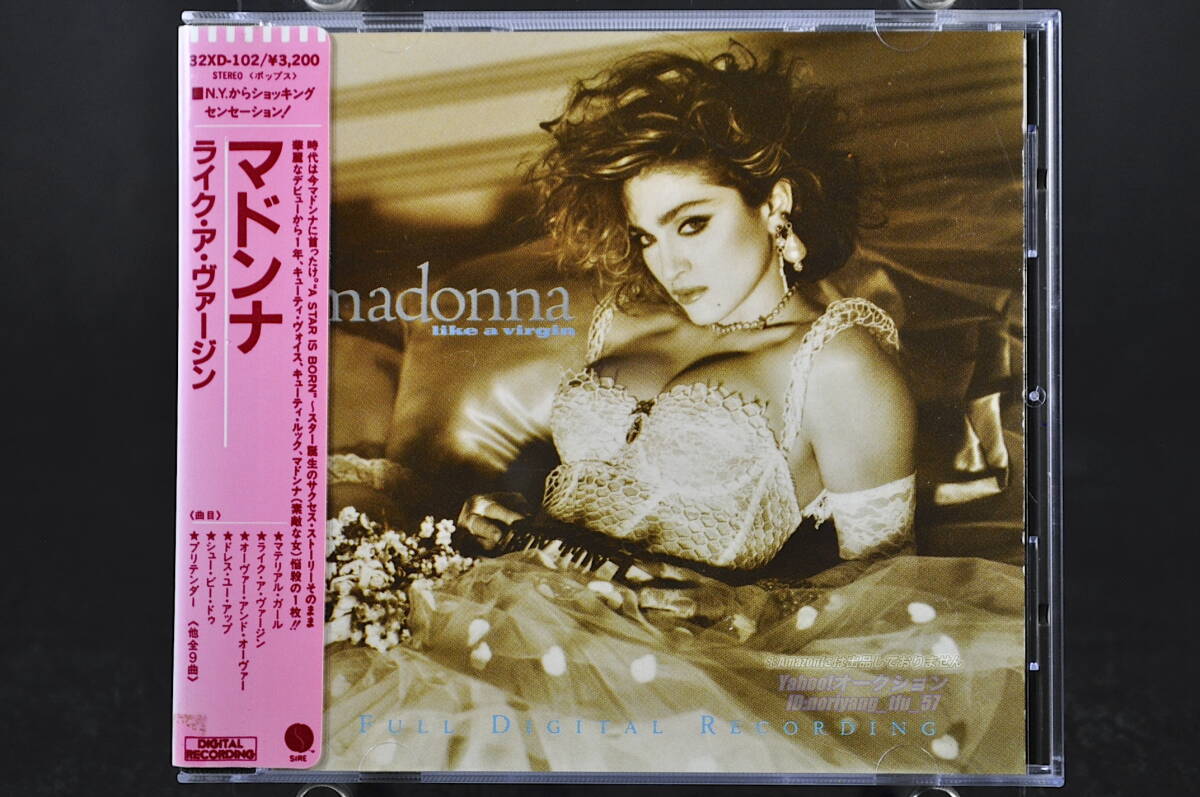 32XD-102/¥3,200
STEREO〈ポップス〉
N.Y.からショッキング
センセーション!
マドンナ
ライク・ア・ヴァージン
時代は今マドンナに首ったけ。"A STAR IS BORN"～スター誕生のサクセス・ストーリーそのまま
華麗なデビューから1年、キューティ・ヴォイス、キューティ・ルック、マドンナ(素敵な女)悩殺の1枚!!
〈曲目〉
★マテリアル・ガール
★ライク・ア・ヴァージン
★オーヴァー・アンド・オーヴァー
★ドレス・ユー・アップ
★シュー・ビー・ドゥ
★プリテンダー 〈他全9曲〉
DIGITAL
RECORDING
SIRE
madonna
like a virgin
※Amazonには出品しておりません
Yahoo!オークション
ID:noriyang_tfu_57
FULL DIGITAL RECORDING